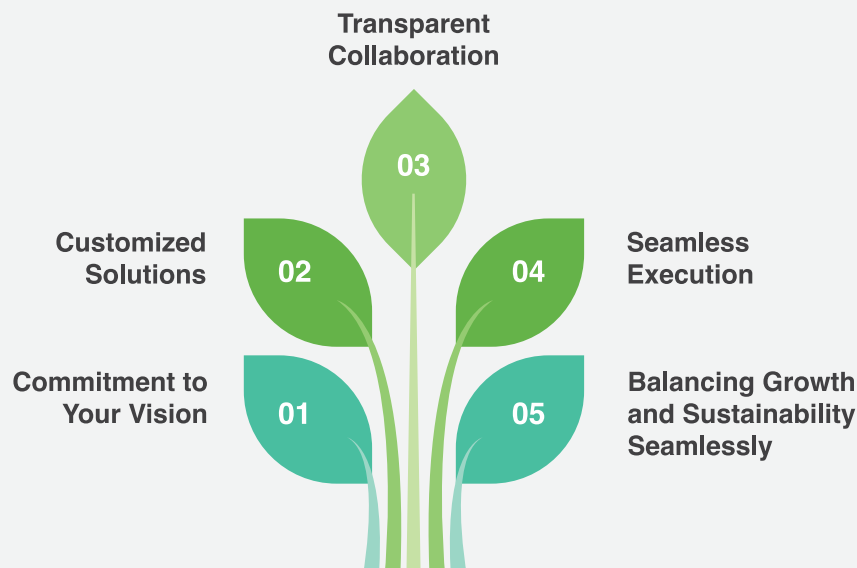 Transparent
Collaboration
03
Customized
Solutions
02
04
Seamless
Execution
Commitment to
Your Vision
01
05
Balancing Growth
and Sustainability
Seamlessly